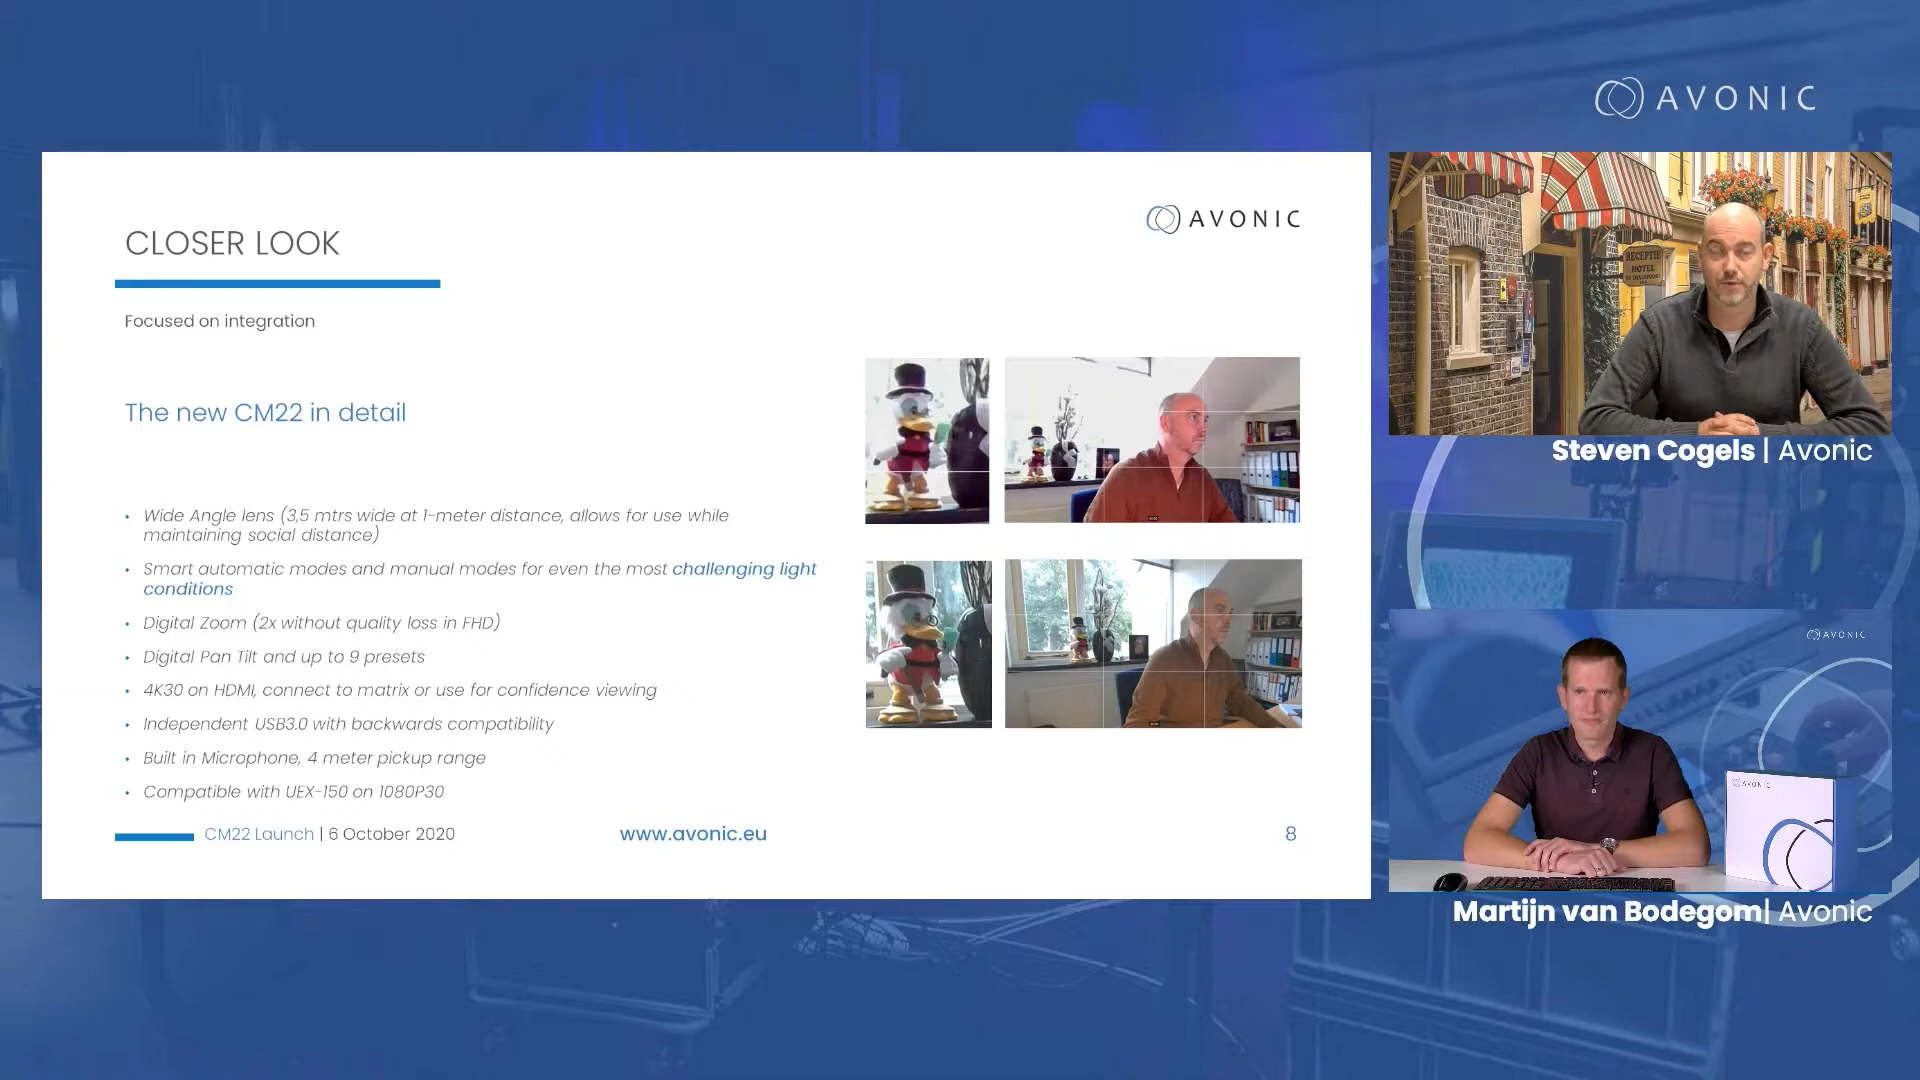 AVONIC
CLOSER LOOK
AVONIC
Focused on integration
The new CM22 in detail
• Wide Angle lens (3,5 mtrs wide at 1-meter distance, allows for use while
maintaining social distance)
• Smart automatic modes and manual modes for even the most challenging light
conditions
• Digital Zoom (2x without quality loss in FHD)
• Digital Pan Tilt and up to 9 presets
• 4K30 on HDMI, connect to matrix or use for confidence viewing
• Independent USB3.0 with backwards compatibility
• Built in Microphone, 4 meter pickup range
• Compatible with UEX-150 on 1080P30
CM22 Launch | 6 October 2020
www.avonic.eu
8
RECEPTIE
HOTEL
Steven Cogels | Avonic
AVONIC
AVONIC
Martijn van Bodegom| Avonic